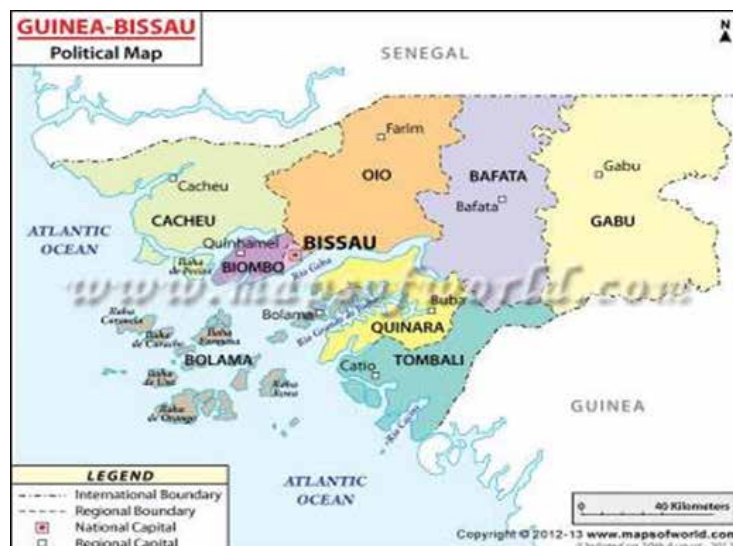 GUINEA-BISSAU
Political Map
N
SENEGAL
Farim
OIO
BAFATA
Gabu
Cacheu
Bafata
GABU
CACHEU
ATLANTIC
OCEAN
Quinhamel
BISSAU
BIOMBO
Rio Geba
www.mapsofworld.com
Bolama
Buba
QUINARA
BOLAMA
TOMBALI
Catio
GUINEA
ATLANTIC
OCEAN
LEGEND
International Boundary
Regional Boundary
National Capital
Regional Capital
0 40 Kilometers
Copyright © 2012-13 www.mapsofworld.com